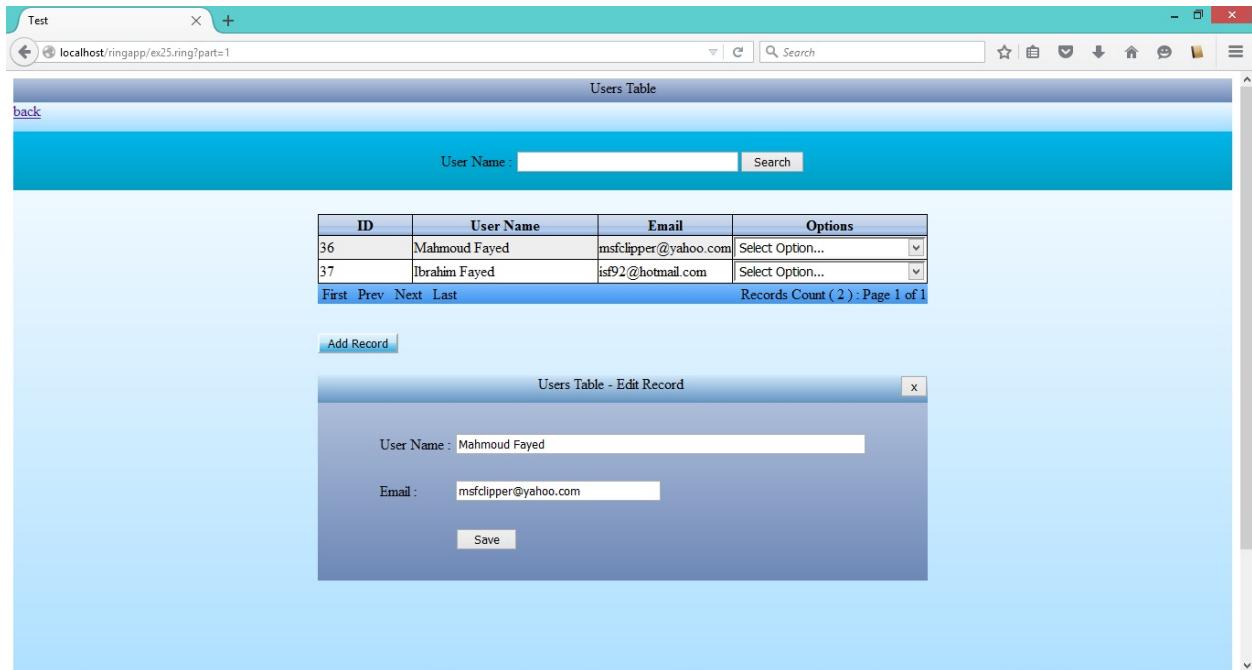 Test
localhost/ringapp/ex25.ring?part=1
Search
Users Table
back
User Name : Search
ID User Name Email Options
36 Mahmoud Fayed msfclipper@yahoo.com Select Option...
37 Ibrahim Fayed isf92@hotmail.com Select Option...
First Prev Next Last Records Count ( 2 ) : Page 1 of 1
Add Record
Users Table - Edit Record x
User Name : Mahmoud Fayed
Email : msfclipper@yahoo.com
Save